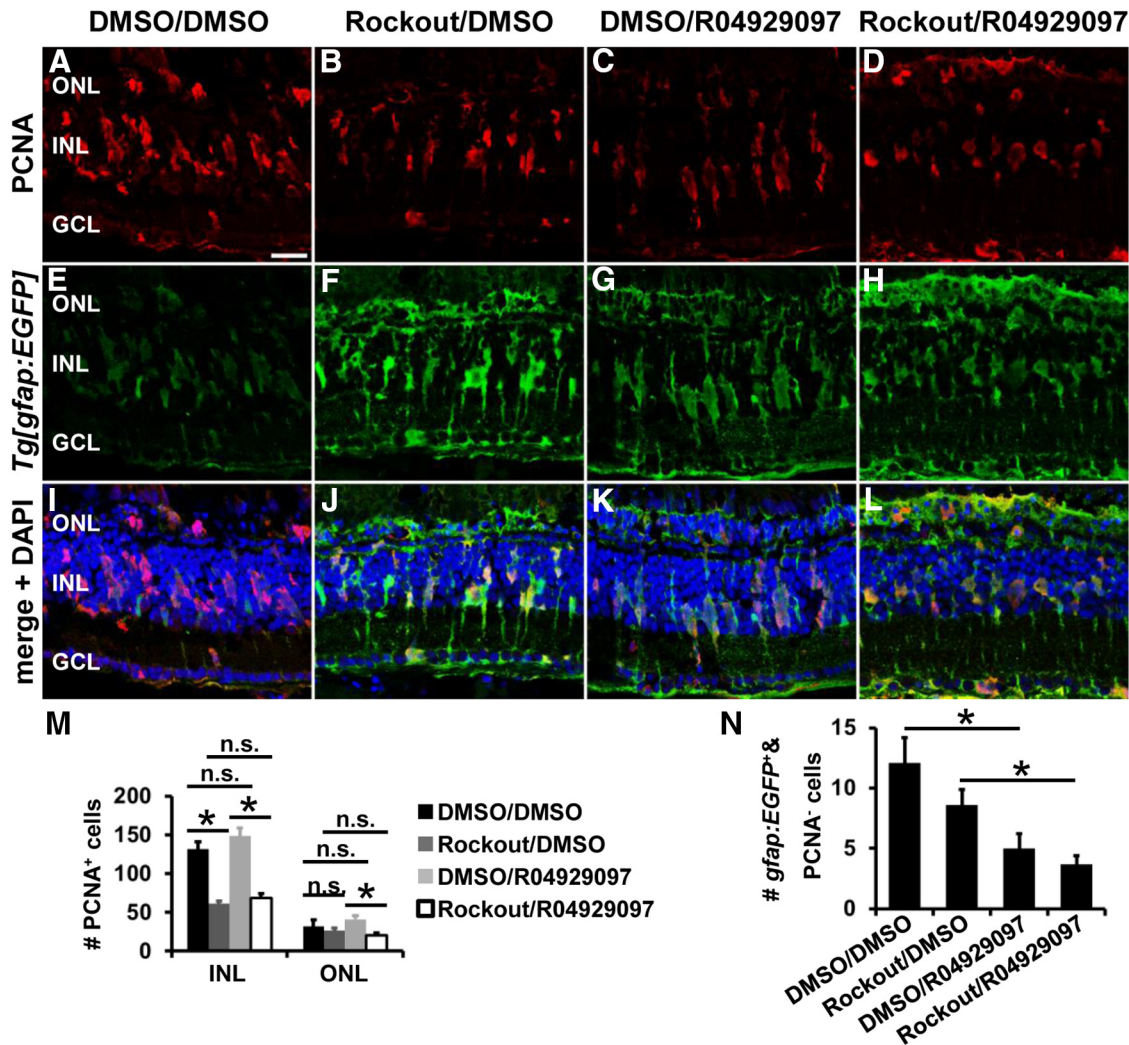 DMSO/DMSO Rockout/DMSO DMSO/R04929097 Rockout/R04929097
PCNA
A B C D
ONL
INL
GCL
Tg[gfap:EGFP]
E F G H
ONL
INL
GCL
merge + DAPI
I J K L
ONL
INL
GCL
M
# PCNA⁺ cells
200
150
100
50
0
n.s.
n.s.
* *
n.s.
n.s.
n.s. *
INL ONL
DMSO/DMSO
Rockout/DMSO
DMSO/R04929097
Rockout/R04929097
N
# gfap:EGFP⁺&
PCNA⁻ cells
15
10
5
0
*
*
DMSO/DMSO
Rockout/DMSO
DMSO/R04929097
Rockout/R04929097